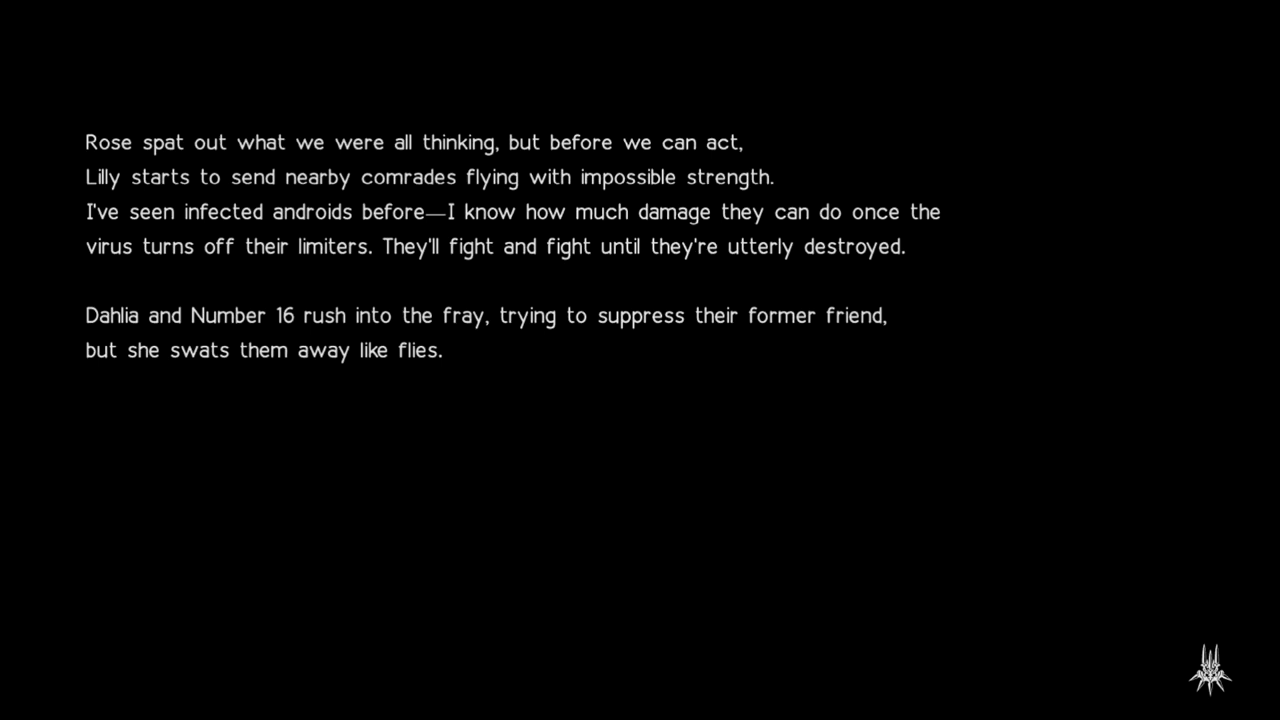 Rose spat out what we were all thinking, but before we can act,
Lilly starts to send nearby comrades flying with impossible strength.
I've seen infected androids before—I know how much damage they can do once the
virus turns off their limiters. They'll fight and fight until they're utterly destroyed.
Dahlia and Number 16 rush into the fray, trying to suppress their former friend,
but she swats them away like flies.